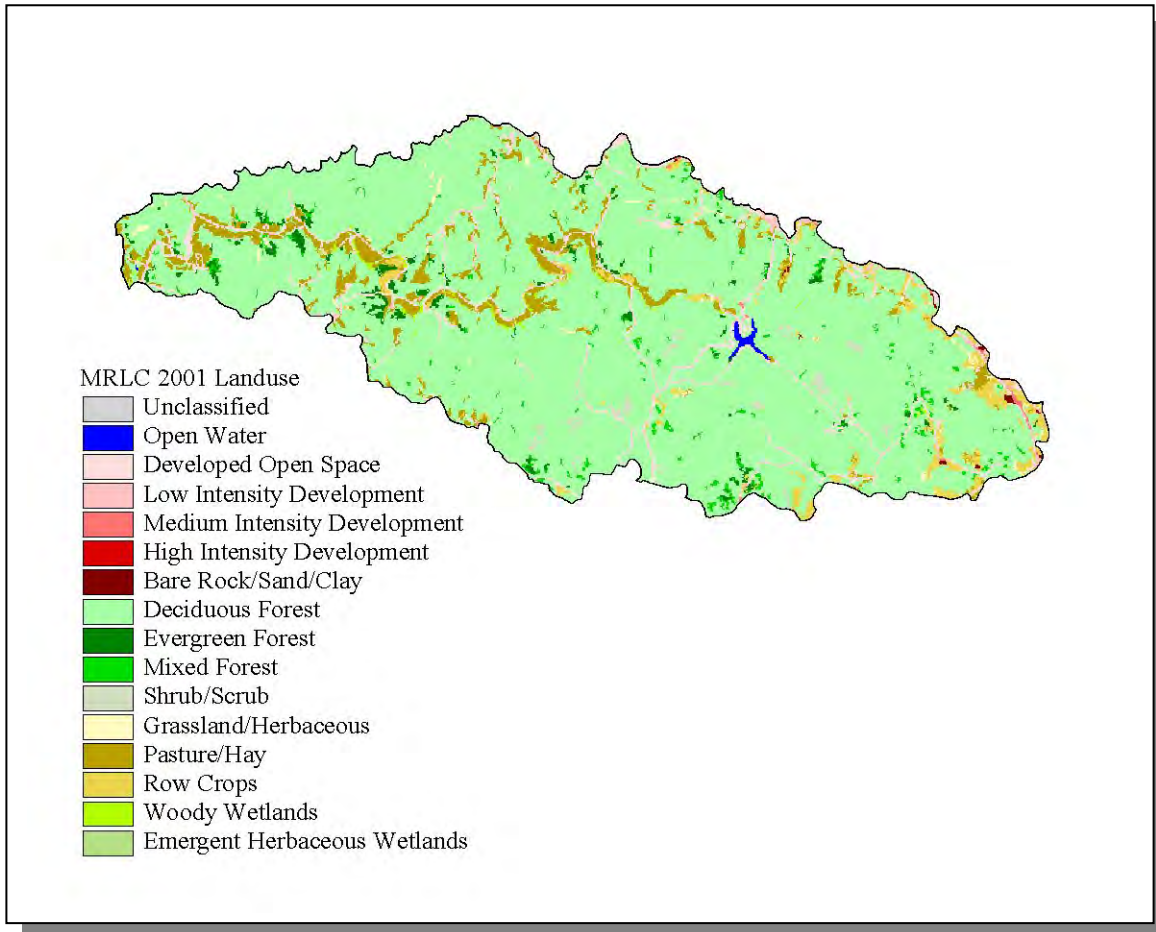 MRLC 2001 Landuse
Unclassified
Open Water
Developed Open Space
Low Intensity Development
Medium Intensity Development
High Intensity Development
Bare Rock/Sand/Clay
Deciduous Forest
Evergreen Forest
Mixed Forest
Shrub/Scrub
Grassland/Herbaceous
Pasture/Hay
Row Crops
Woody Wetlands
Emergent Herbaceous Wetlands